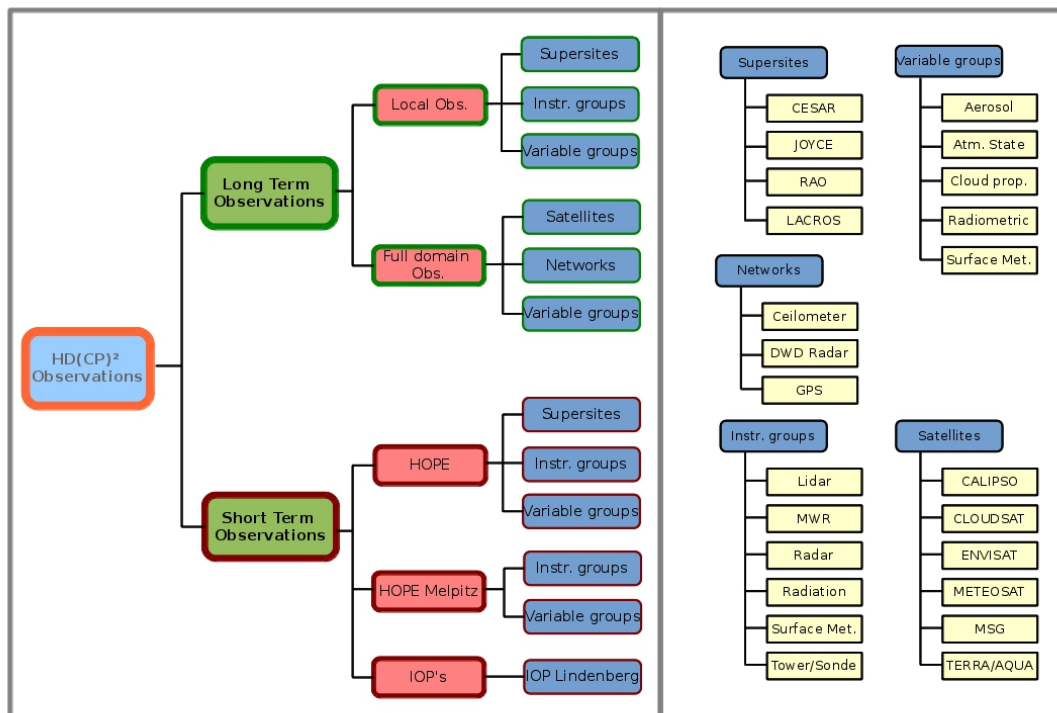 HD(CP)²
Observations
Long Term
Observations
Local Obs.
Supersites
Instr. groups
Variable groups
Full domain
Obs.
Satellites
Networks
Variable groups
Short Term
Observations
HOPE
Supersites
Instr. groups
Variable groups
HOPE Melpitz
Instr. groups
Variable groups
IOP's
IOP Lindenberg
Supersites
CESAR
JOYCE
RAO
LACROS
Variable groups
Aerosol
Atm. State
Cloud prop.
Radiometric
Surface Met.
Networks
Ceilometer
DWD Radar
GPS
Instr. groups
Lidar
MWR
Radar
Radiation
Surface Met.
Tower/Sonde
Satellites
CALIPSO
CLOUDSAT
ENVISAT
METEOSAT
MSG
TERRA/AQUA